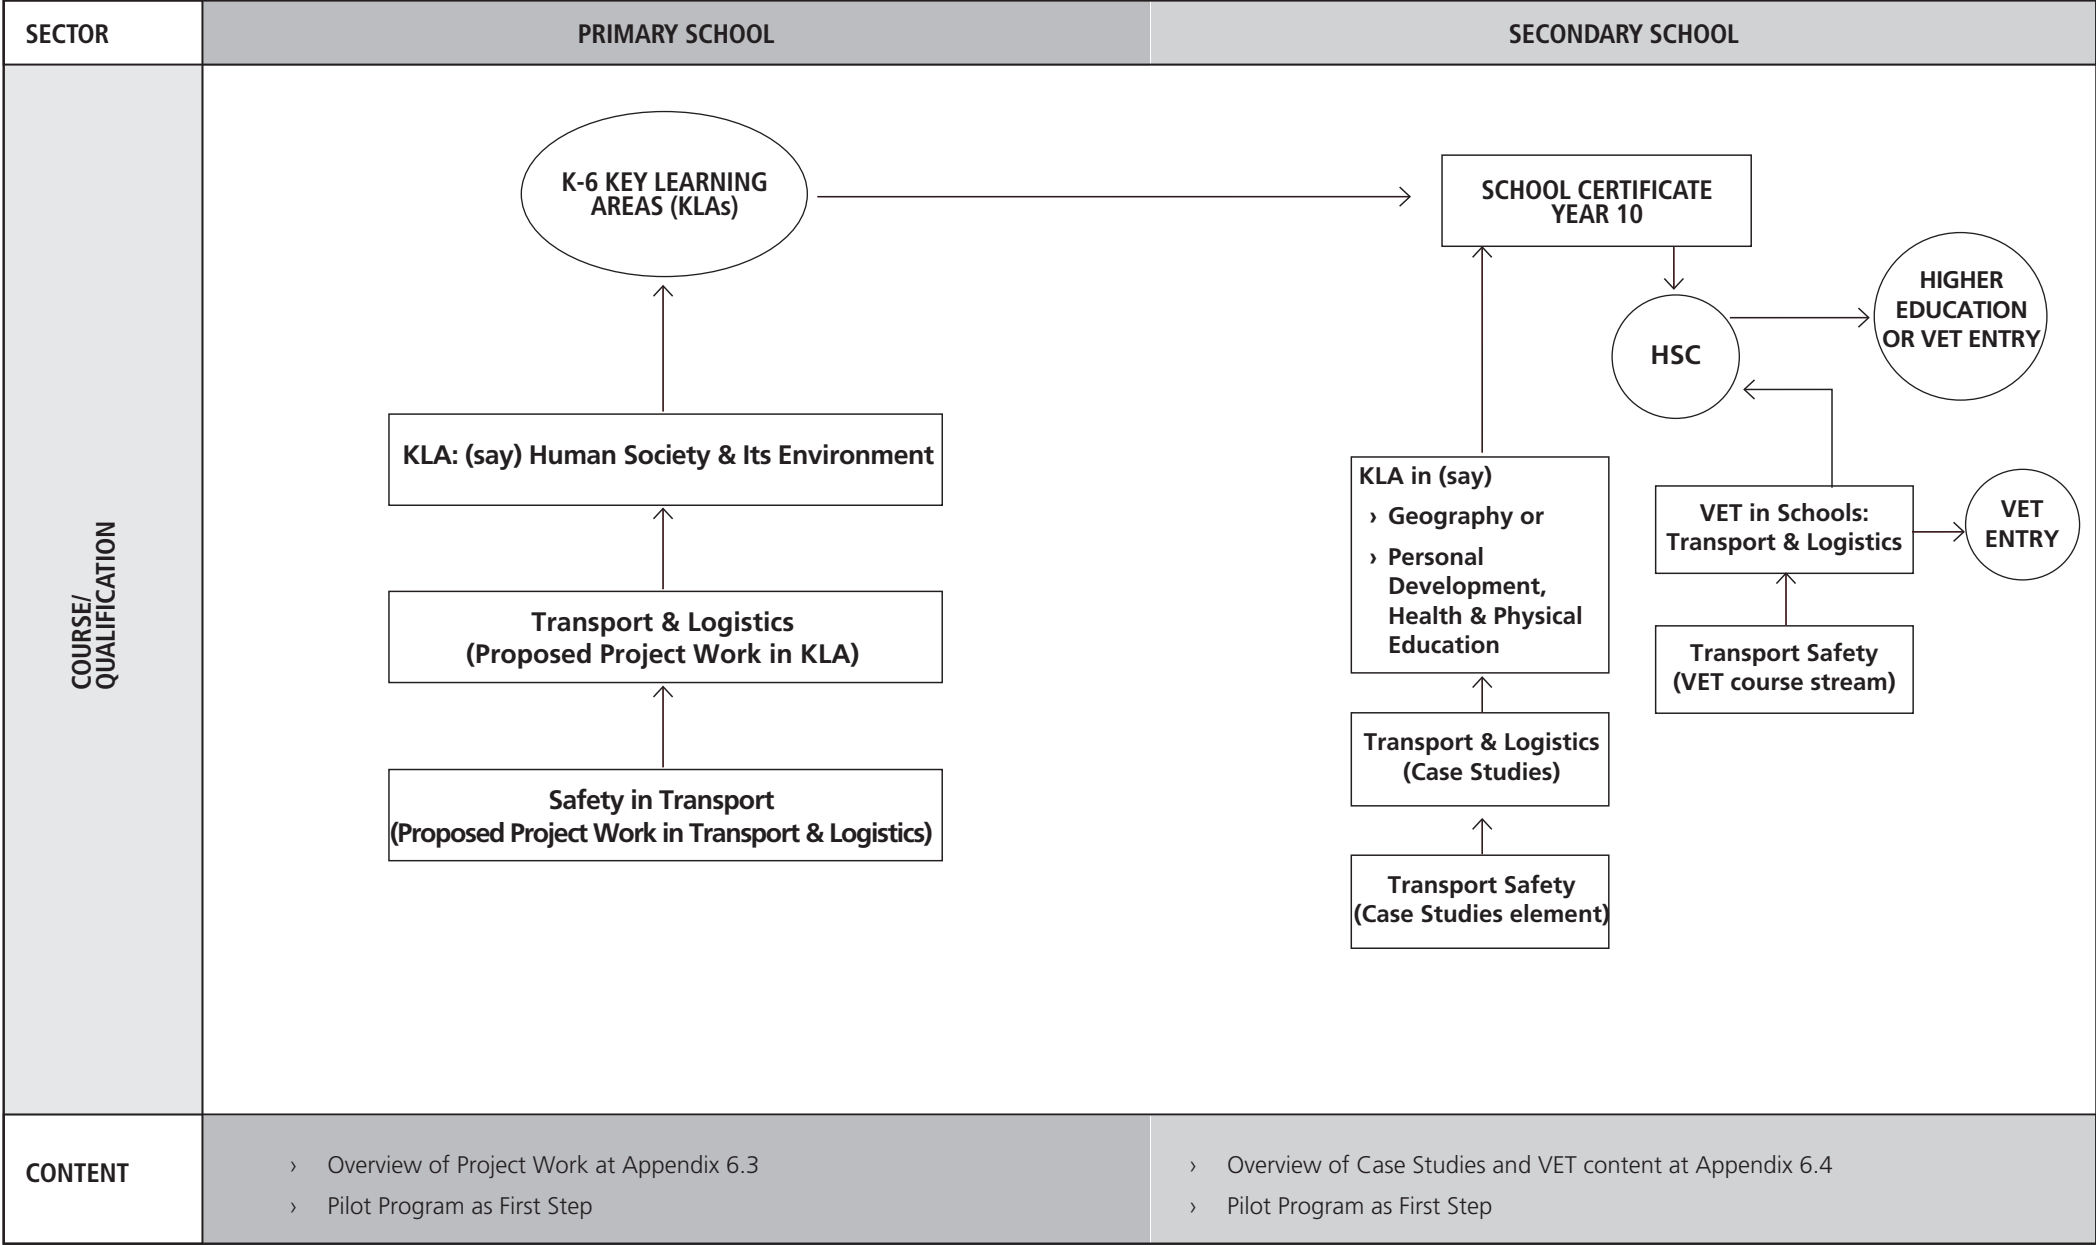 SECTOR
PRIMARY SCHOOL
SECONDARY SCHOOL
COURSE/
QUALIFICATION
K-6 KEY LEARNING
AREAS (KLAs)
KLA: (say) Human Society & Its Environment
Transport & Logistics
(Proposed Project Work in KLA)
Safety in Transport
(Proposed Project Work in Transport & Logistics)
SCHOOL CERTIFICATE
YEAR 10
HSC
HIGHER
EDUCATION
OR VET ENTRY
KLA in (say)
› Geography or
› Personal
Development,
Health & Physical
Education
Transport & Logistics
(Case Studies)
Transport Safety
(Case Studies element)
VET in Schools:
Transport & Logistics
VET
ENTRY
Transport Safety
(VET course stream)
CONTENT
› Overview of Project Work at Appendix 6.3
› Pilot Program as First Step
› Overview of Case Studies and VET content at Appendix 6.4
› Pilot Program as First Step